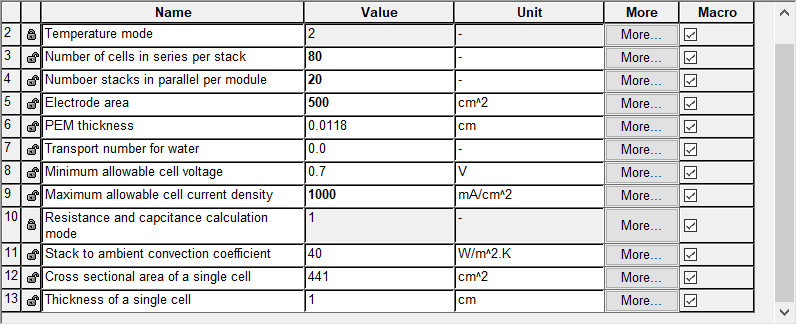 Name Value Unit More Macro
2 Temperature mode 2 - More...
3 Number of cells in series per stack 80 - More...
4 Numboer stacks in parallel per module 20 - More...
5 Electrode area 500 cm^2 More...
6 PEM thickness 0.0118 cm More...
7 Transport number for water 0.0 - More...
8 Minimum allowable cell voltage 0.7 V More...
9 Maximum allowable cell current density 1000 mA/cm^2 More...
10 Resistance and capcitance calculation 1 - More...
mode
11 Stack to ambient convection coefficient 40 W/m^2.K More...
12 Cross sectional area of a single cell 441 cm^2 More...
13 Thickness of a single cell 1 cm More...